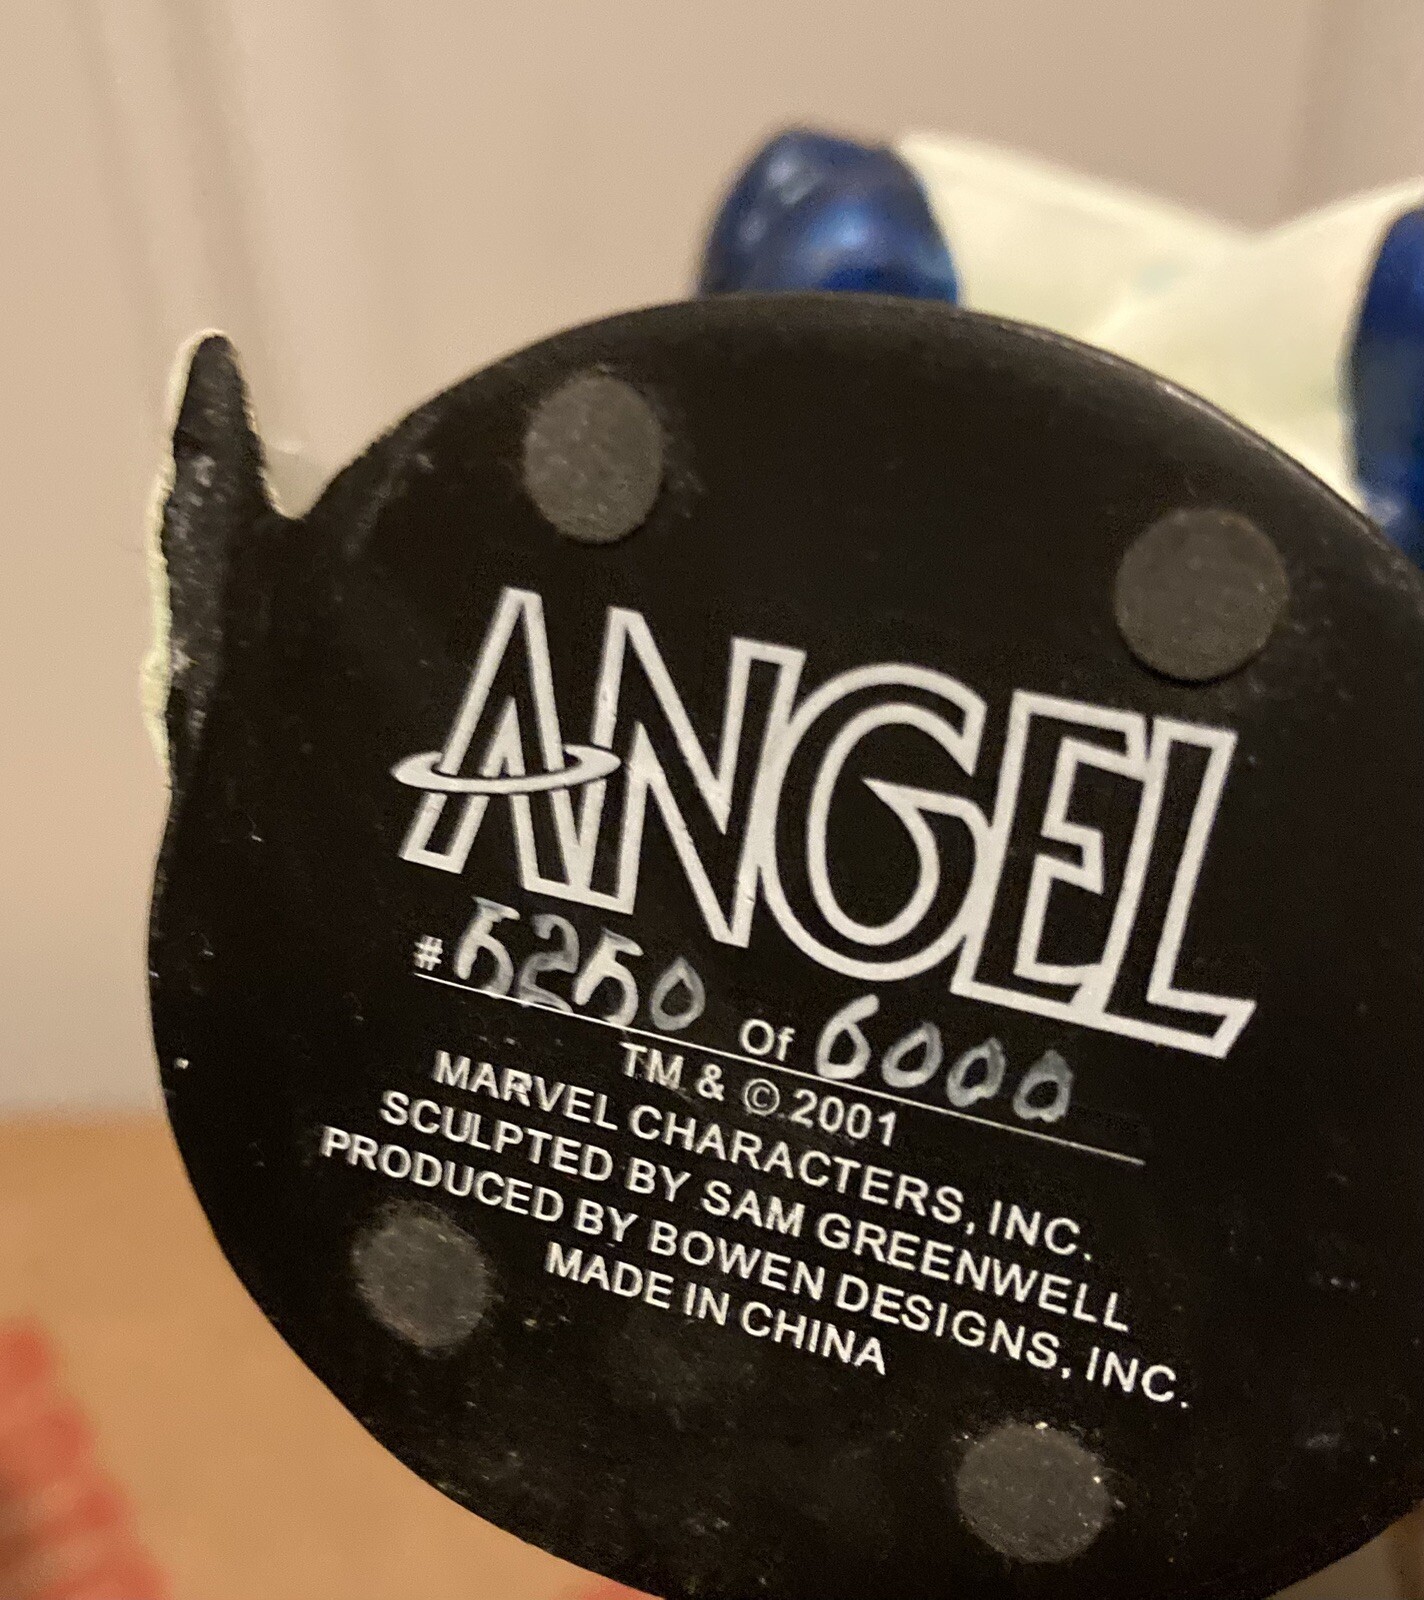 ANGEL
# 5250 Of 6000
TM & © 2001
MARVEL CHARACTERS, INC.
SCULPTED BY SAM GREENWELL
PRODUCED BY BOWEN DESIGNS, INC.
MADE IN CHINA